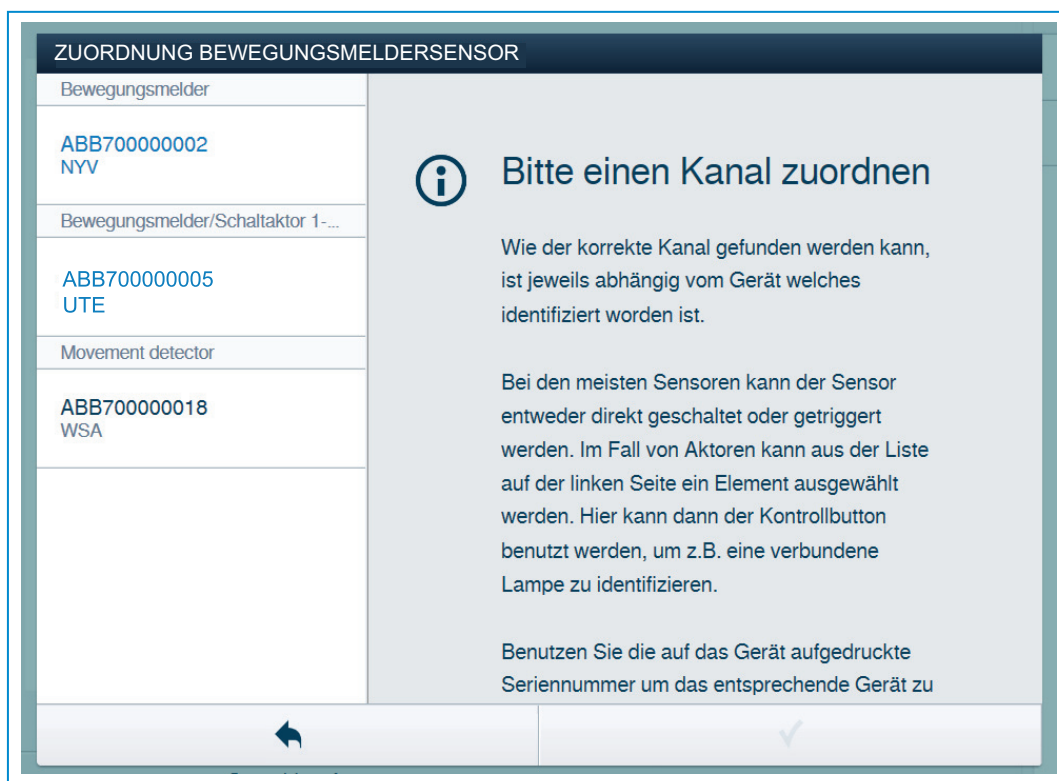 ZUORDNUNG BEWEGUNGSMELDERSENSOR
Bewegungsmelder
ABB700000002
NYV
Bewegungsmelder/Schaltaktor 1-...
ABB700000005
UTE
Movement detector
ABB700000018
WSA
Bitte einen Kanal zuordnen
Wie der korrekte Kanal gefunden werden kann,
ist jeweils abhängig vom Gerät welches
identifiziert worden ist.
Bei den meisten Sensoren kann der Sensor
entweder direkt geschaltet oder getriggert
werden. Im Fall von Aktoren kann aus der Liste
auf der linken Seite ein Element ausgewählt
werden. Hier kann dann der Kontrollbutton
benutzt werden, um z.B. eine verbundene
Lampe zu identifizieren.
Benutzen Sie die auf das Gerät aufgedruckte
Seriennummer um das entsprechende Gerät zu